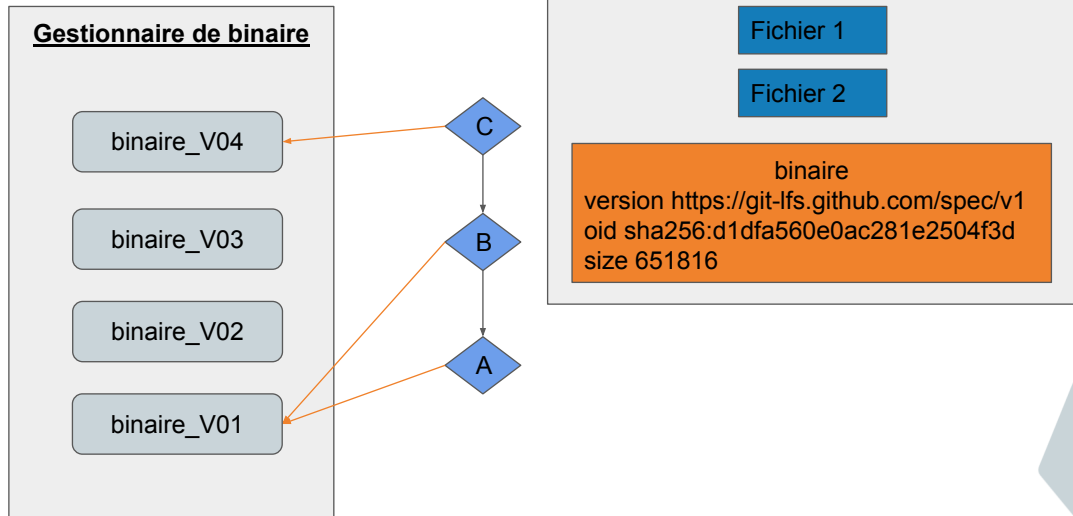 Gestionnaire de binaire
binaire_V04
binaire_V03
binaire_V02
binaire_V01
C
B
A
Fichier 1
Fichier 2
binaire
version https://git-lfs.github.com/spec/v1
oid sha256:d1dfa560e0ac281e2504f3d
size 651816